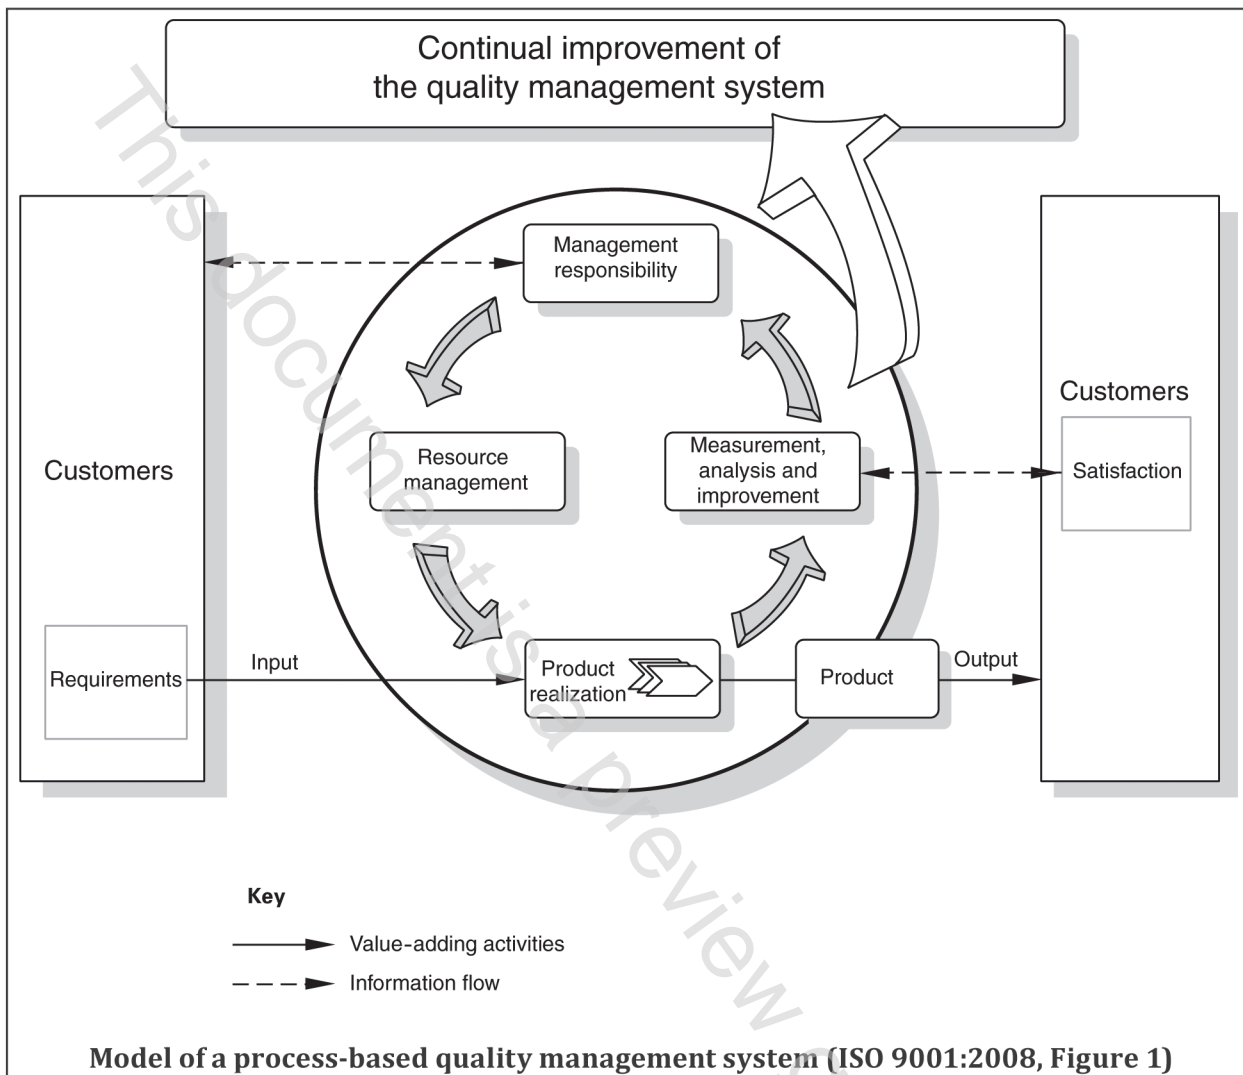 Continual improvement of
the quality management system
Management
responsibility
Customers
Resource
management
Measurement,
analysis and
improvement
Customers
Satisfaction
Requirements
Input
Product
realization
Product
Output
Key
Value-adding activities
Information flow
Model of a process-based quality management system (ISO 9001:2008, Figure 1)
This document is a preview